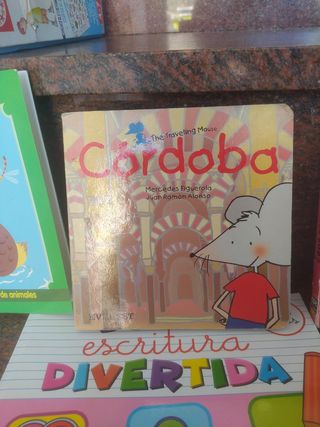 The Traveling Mouse
Córdoba
Mercedes Figuerola
Juan Ramón Alonso
de animales
escritura
DIVERTIDA